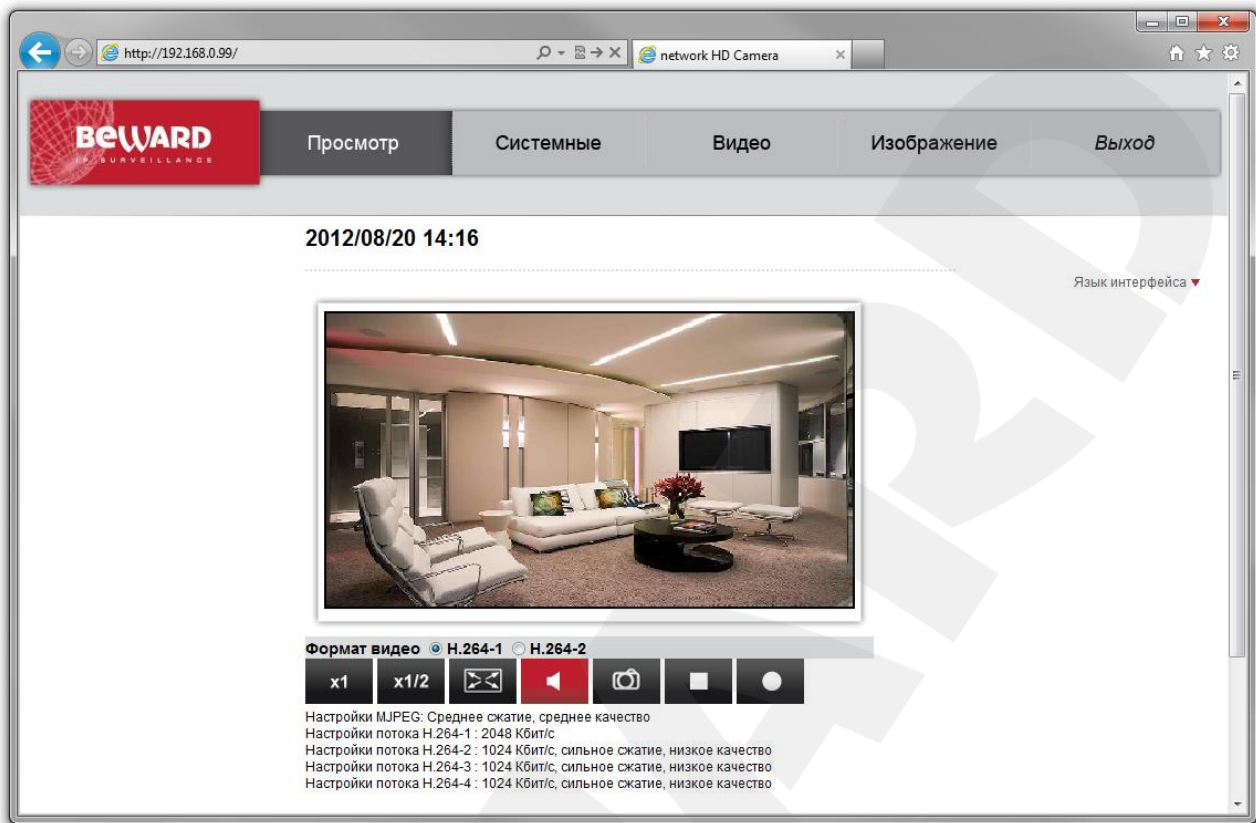 http://192.168.0.99/
network HD Camera
BEWARD
IP SURVEILLANCE
Просмотр
Системные
Видео
Изображение
Выход
2012/08/20 14:16
Язык интерфейса
Формат видео H.264-1 H.264-2
x1 x1/2
Настройки MJPEG: Среднее сжатие, среднее качество
Настройки потока H.264-1 : 2048 Кбит/с
Настройки потока H.264-2 : 1024 Кбит/с, сильное сжатие, низкое качество
Настройки потока H.264-3 : 1024 Кбит/с, сильное сжатие, низкое качество
Настройки потока H.264-4 : 1024 Кбит/с, сильное сжатие, низкое качество